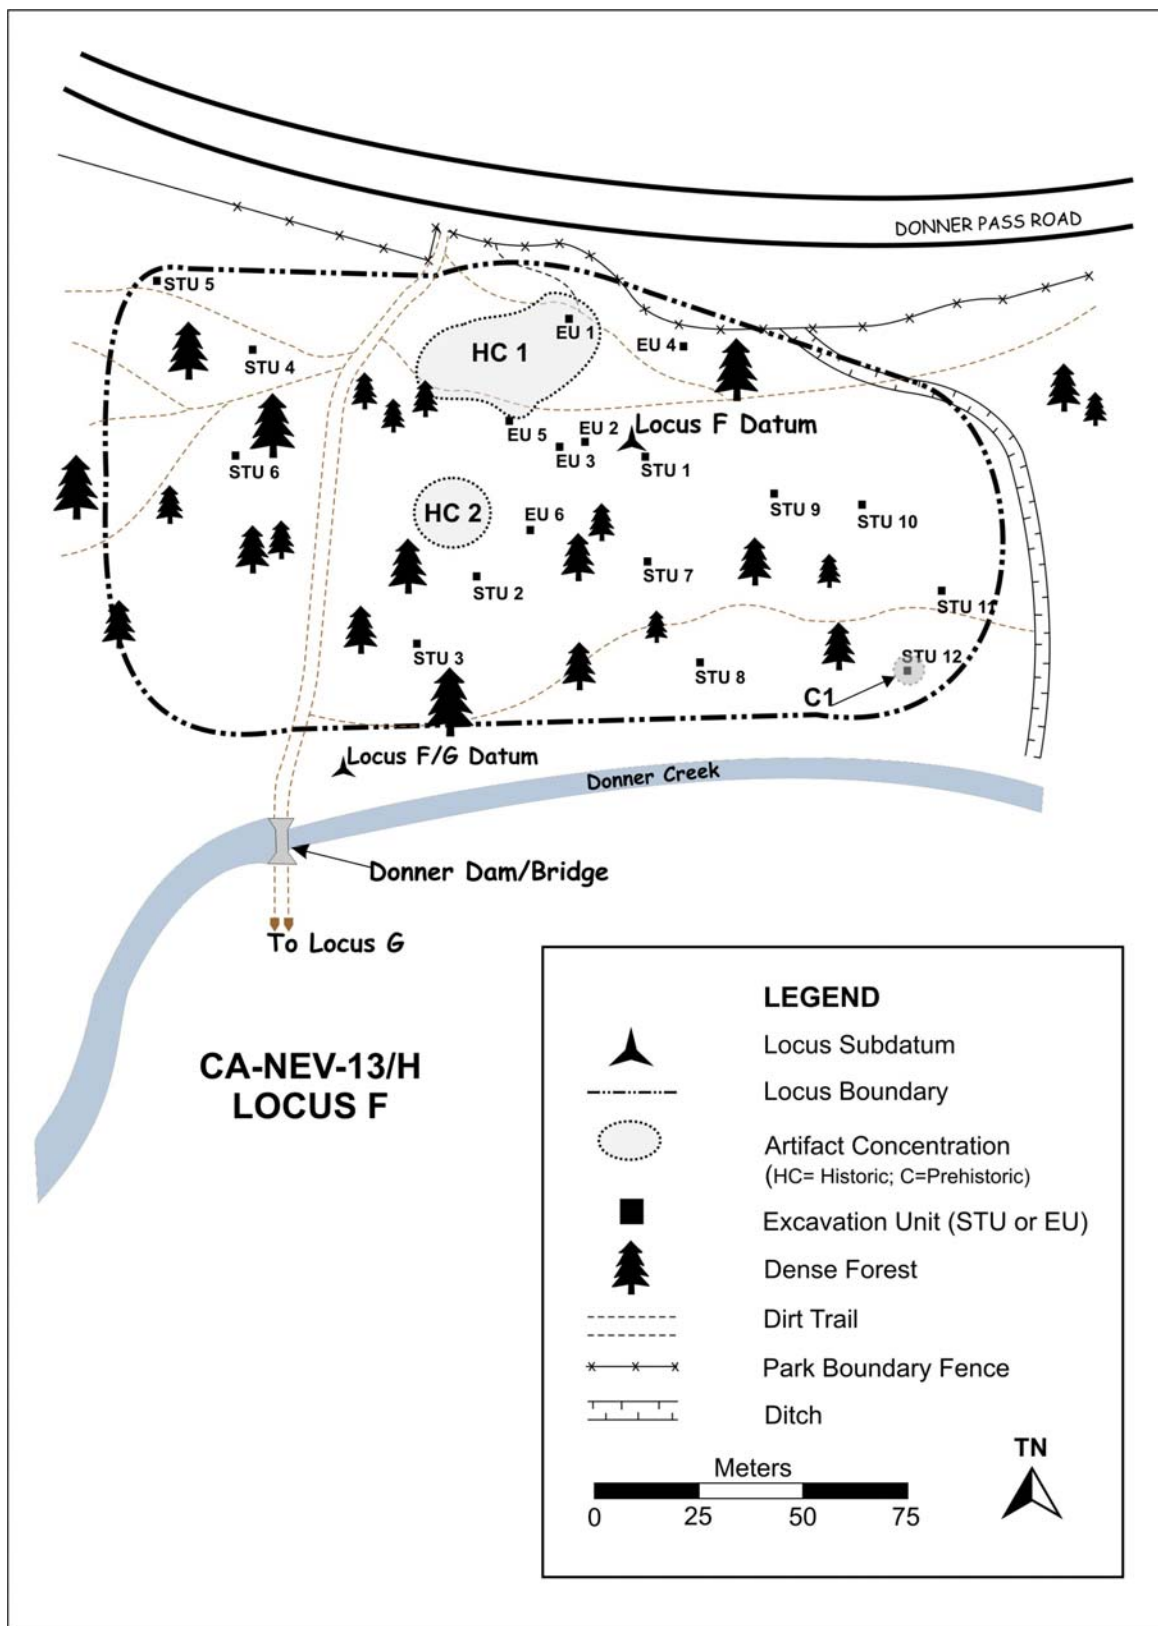 DONNER PASS ROAD
STU 5
EU 1
HC 1
EU 4
STU 4
Locus F Datum
EU 5
EU 2
EU 3
STU 1
STU 6
HC 2
EU 6
STU 9
STU 10
STU 7
STU 2
STU 11
STU 3
STU 12
STU 8
C1
Locus F/G Datum
Donner Creek
Donner Dam/Bridge
To Locus G
CA-NEV-13/H
LOCUS F
LEGEND
Locus Subdatum
Locus Boundary
Artifact Concentration
(HC= Historic; C=Prehistoric)
Excavation Unit (STU or EU)
Dense Forest
Dirt Trail
Park Boundary Fence
Ditch
TN
Meters
0 25 50 75